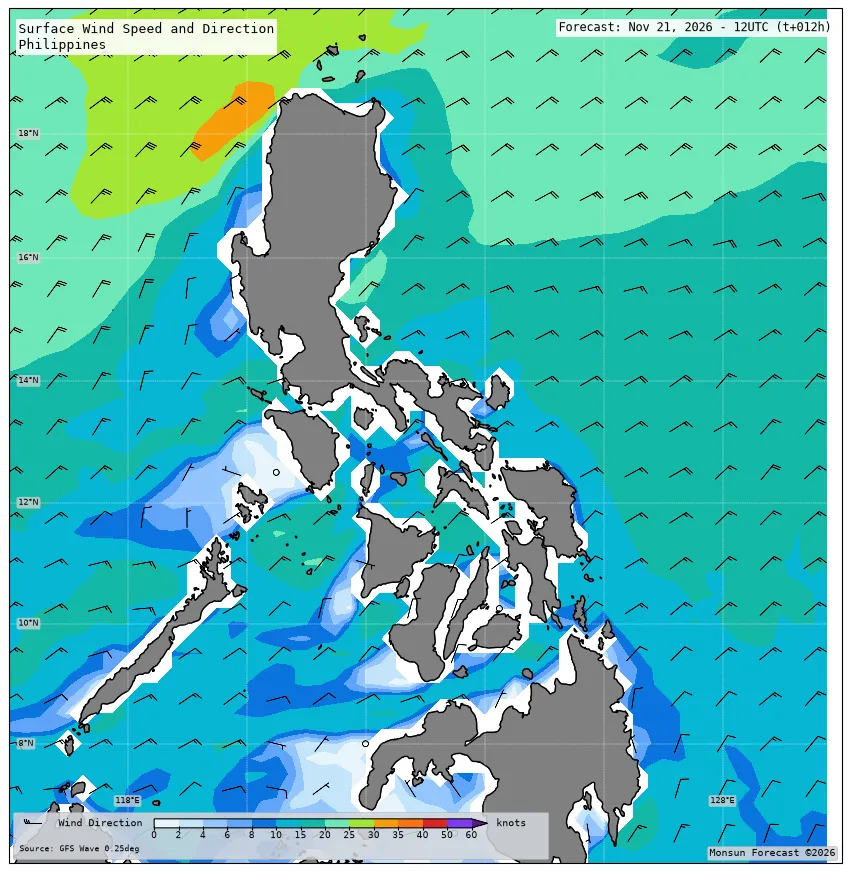 Surface Wind Speed and Direction
Philippines
Forecast: Nov 21, 2026 - 12UTC (t+012h)
18°N
16°N
14°N
12°N
10°N
8°N
118°E
128°E
Wind Direction
0 2 4 6 8 10 15 20 25 30 35 40 50 60
knots
Source: GFS Wave 0.25deg
Monsun Forecast ©2026